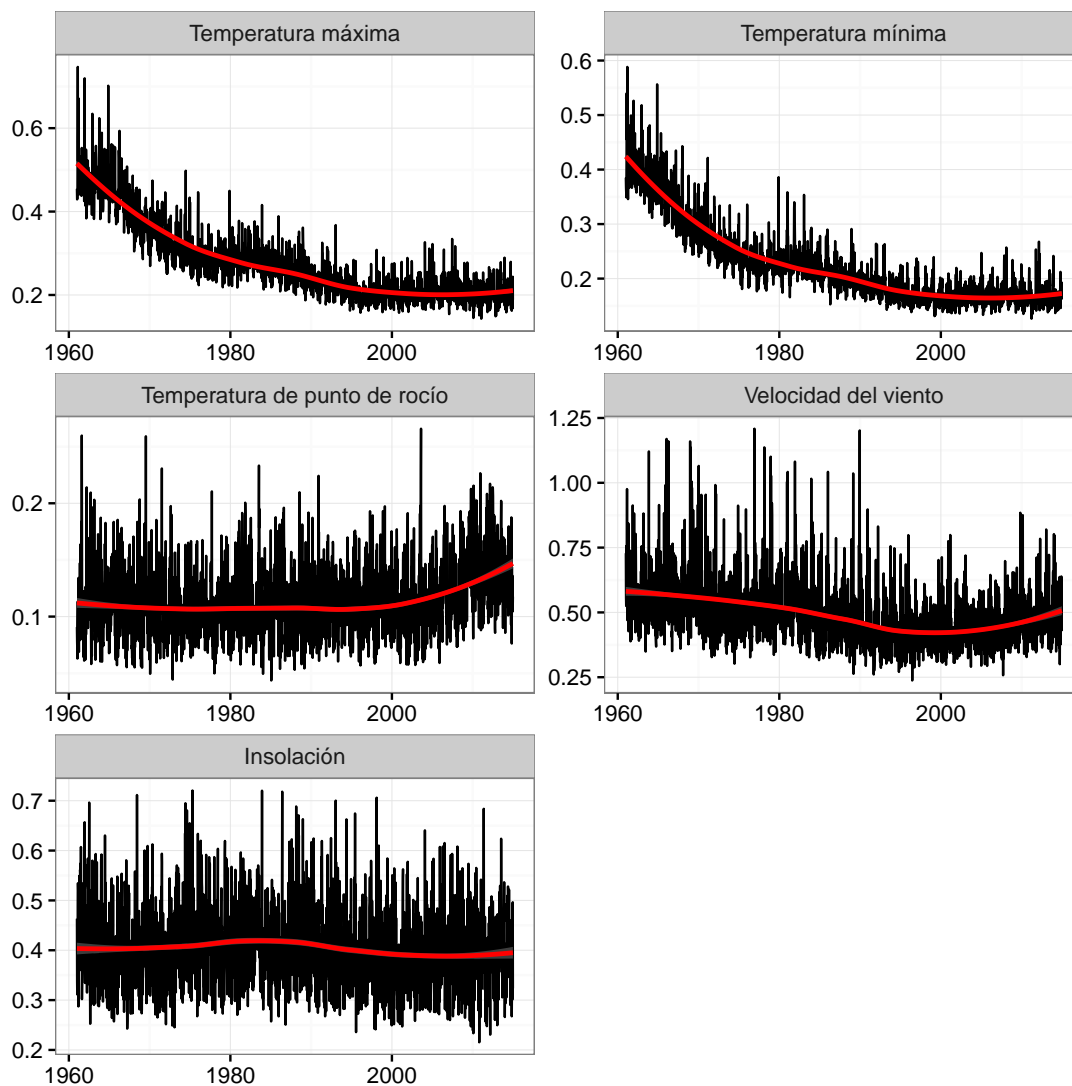 Temperatura máxima
0.6
0.4
0.2
1960 1980 2000
Temperatura mínima
0.6
0.5
0.4
0.3
0.2
1960 1980 2000
Temperatura de punto de rocío
0.2
0.1
1960 1980 2000
Velocidad del viento
1.25
1.00
0.75
0.50
0.25
1960 1980 2000
Insolación
0.7
0.6
0.5
0.4
0.3
0.2
1960 1980 2000